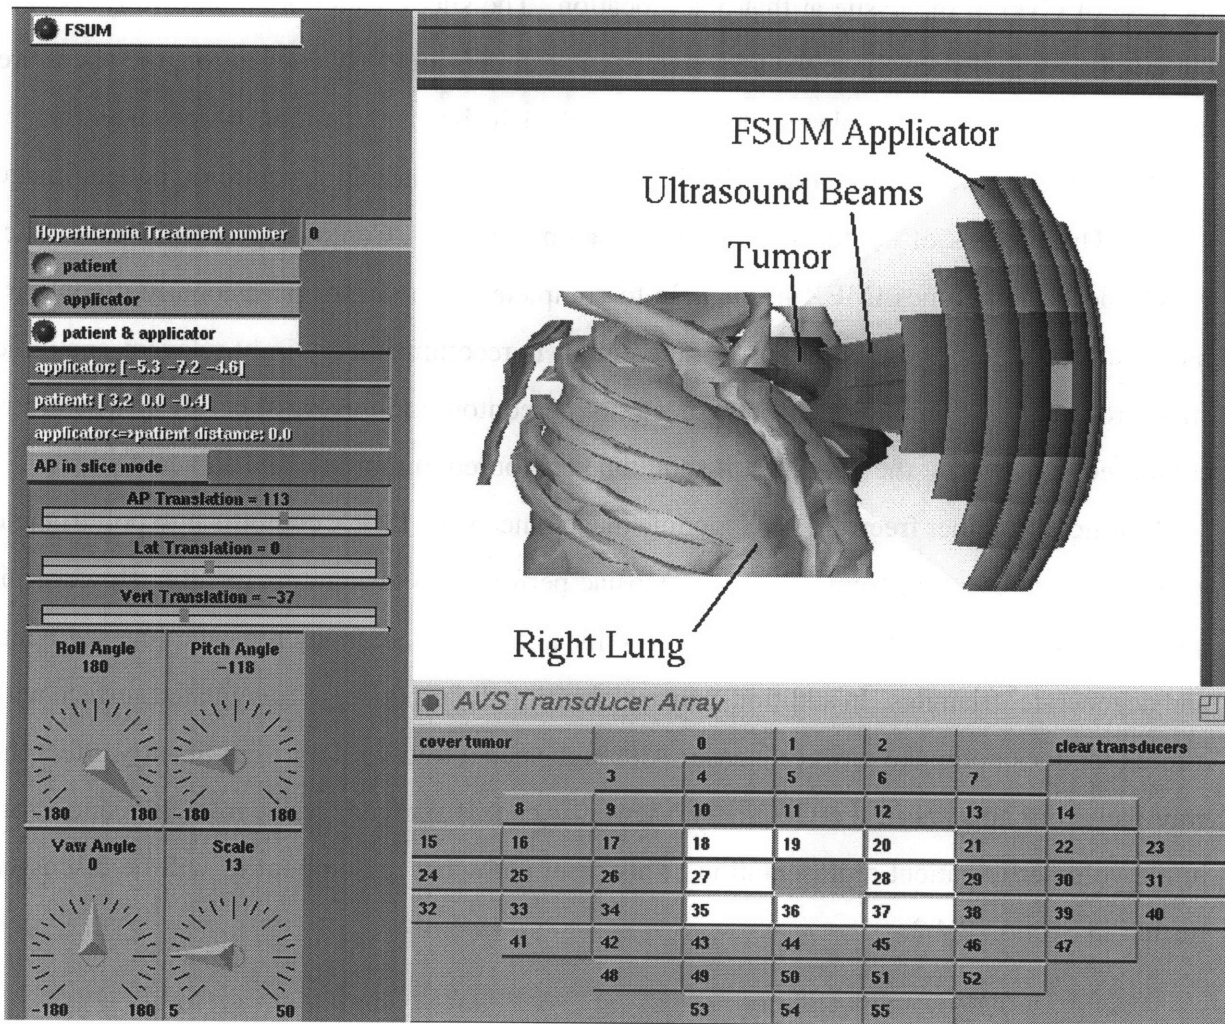 FSUM
Hyperthermia Treatment number 0
patient
applicator
patient & applicator
applicator: [-5.3 -7.2 -4.6]
patient: [ 3.2 0.0 -0.4]
applicator<=>patient distance: 0.0
AP in slice mode
AP Translation = 113
Lat Translation = 0
Vert Translation = -37
Roll Angle
180
-180 180
Pitch Angle
-118
-180 180
Yaw Angle
0
-180 180
Scale
13
5 50
FSUM Applicator
Ultrasound Beams
Tumor
Right Lung
AVS Transducer Array
cover tumor 0 1 2 clear transducers
3 4 5 6 7
8 9 10 11 12 13 14
15 16 17 18 19 20 21 22 23
24 25 26 27 28 29 30 31
32 33 34 35 36 37 38 39 40
41 42 43 44 45 46 47
48 49 50 51 52
53 54 55